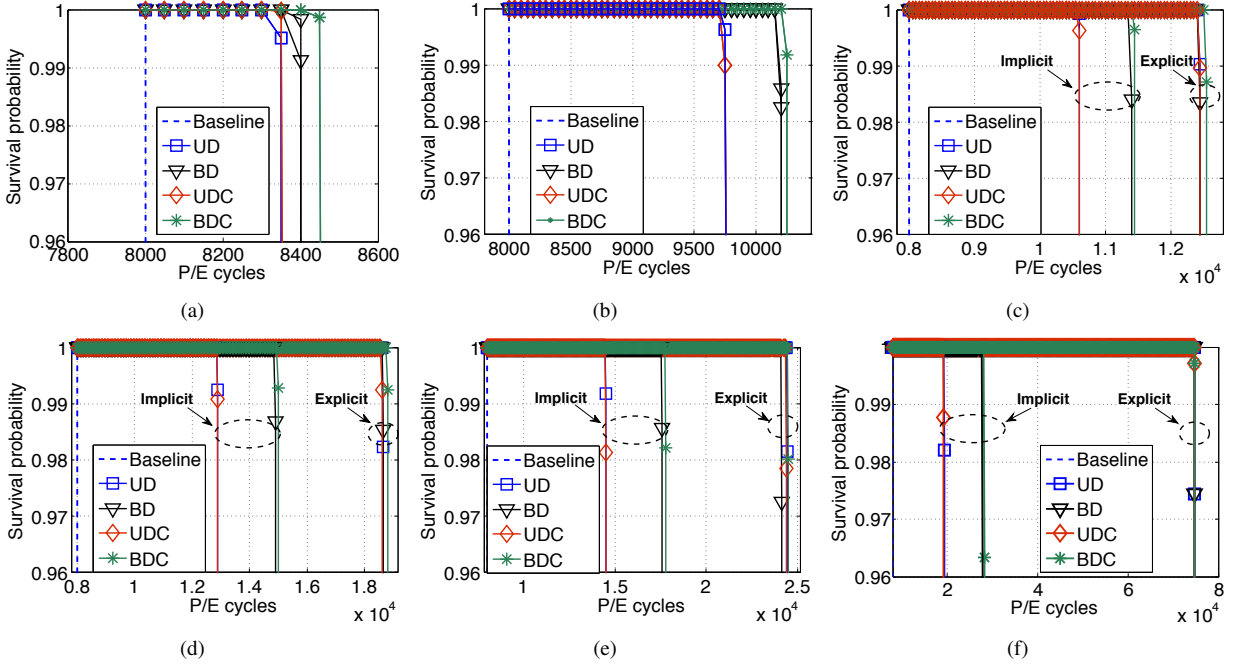 1
0.99
0.98
0.97
0.96
Survival probability
Baseline
UD
BD
UDC
BDC
7800 8000 8200 8400 8600
P/E cycles
(a)
1
0.99
0.98
0.97
0.96
Survival probability
Baseline
UD
BD
UDC
BDC
8000 8500 9000 9500 10000
P/E cycles
(b)
1
0.99
0.98
0.97
0.96
Survival probability
Implicit
Explicit
Baseline
UD
BD
UDC
BDC
0.8 0.9 1 1.1 1.2
P/E cycles
x 10^4
(c)
1
0.99
0.98
0.97
0.96
Survival probability
Implicit
Explicit
Baseline
UD
BD
UDC
BDC
0.8 1 1.2 1.4 1.6 1.8
P/E cycles
x 10^4
(d)
1
0.99
0.98
0.97
0.96
Survival probability
Implicit
Explicit
Baseline
UD
BD
UDC
BDC
1 1.5 2 2.5
P/E cycles
x 10^4
(e)
1
0.99
0.98
0.97
0.96
Survival probability
Implicit
Explicit
Baseline
UD
BD
UDC
BDC
2 4 6 8
P/E cycles
x 10^4
(f)